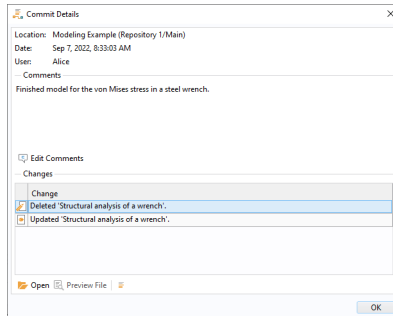 Commit Details
Location: Modeling Example (Repository 1/Main)
Date: Sep 7, 2022, 8:33:03 AM
User: Alice
Comments
Finished model for the von Mises stress in a steel wrench.
Edit Comments
Changes
Change
Deleted 'Structural analysis of a wrench'.
Updated 'Structural analysis of a wrench'.
Open Preview File
OK